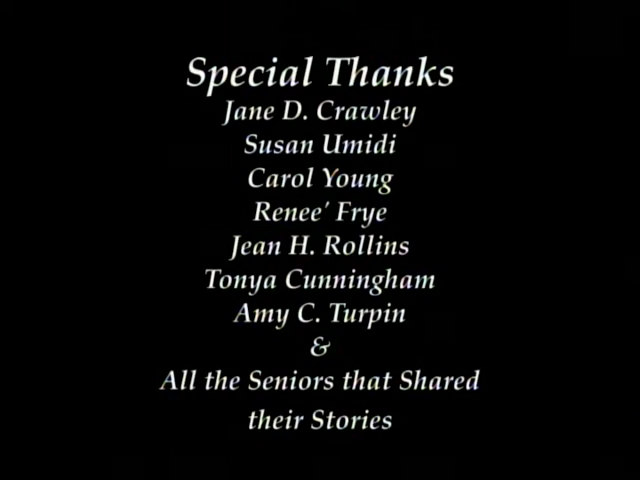 Special Thanks
Jane D. Crawley
Susan Umidi
Carol Young
Renee' Frye
Jean H. Rollins
Tonya Cunningham
Amy C. Turpin
&
All the Seniors that Shared
their Stories